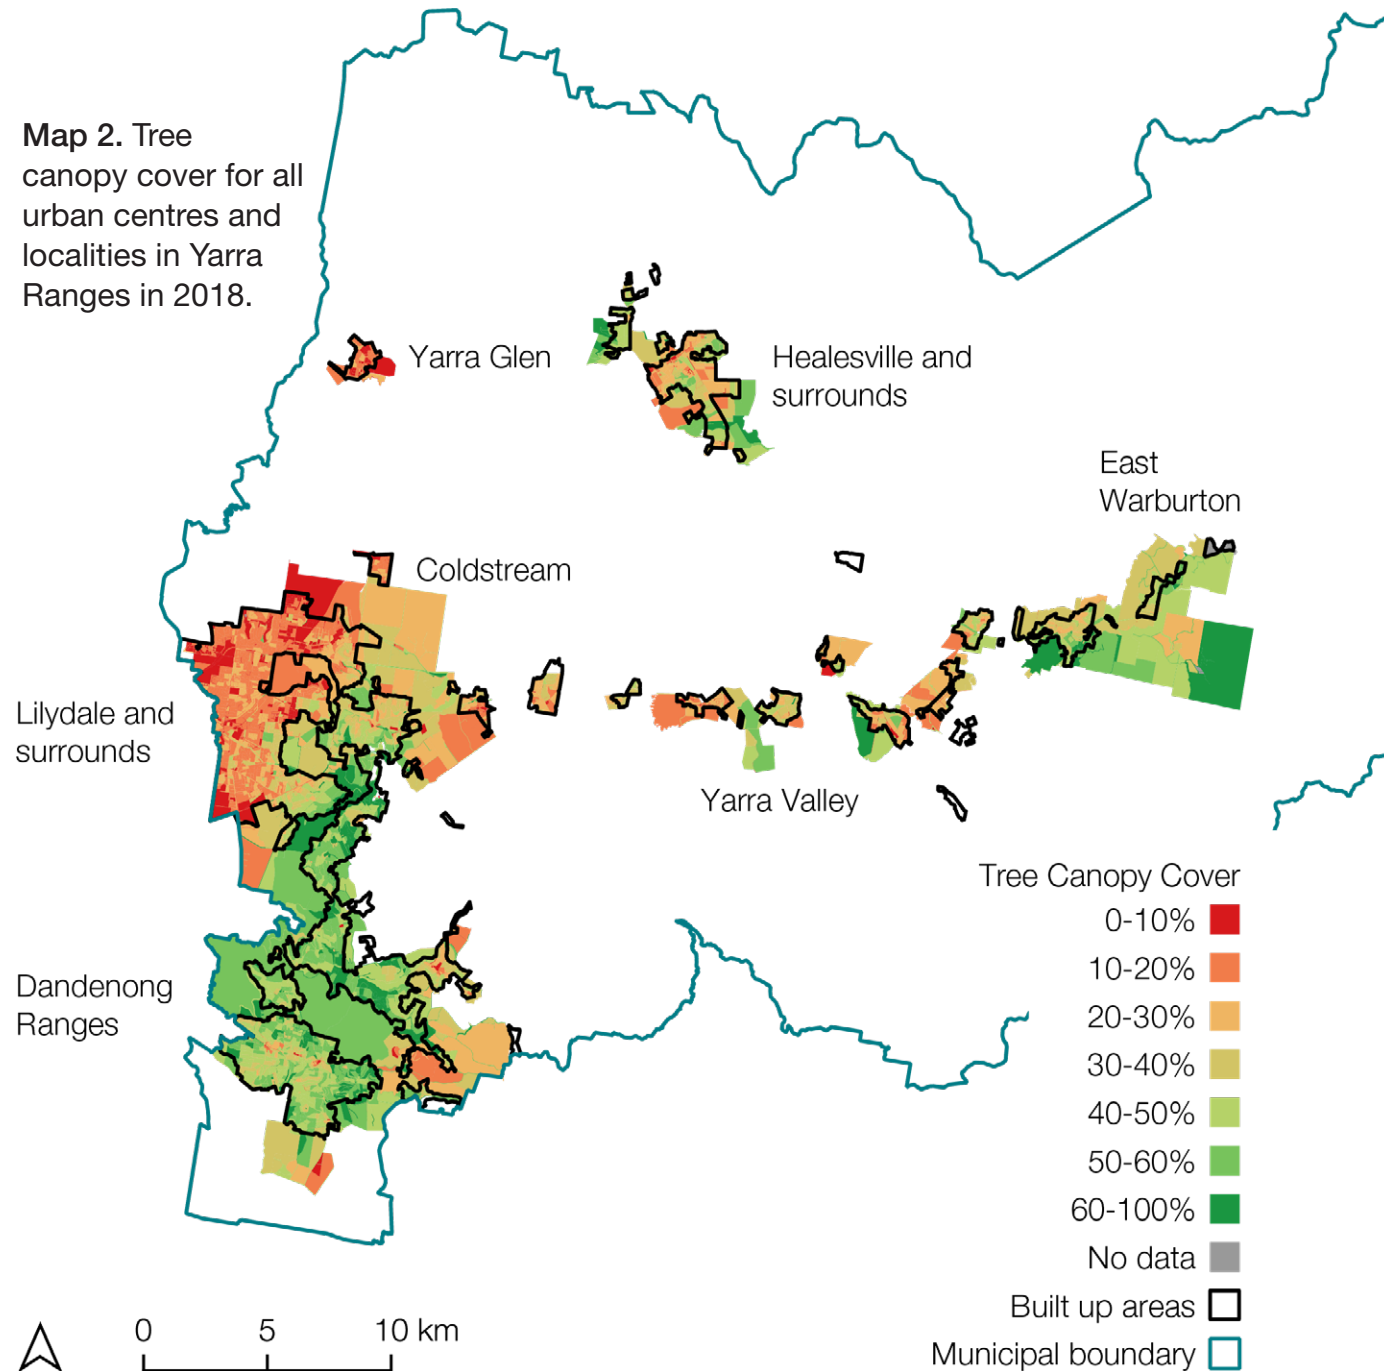 Map 2. Tree
canopy cover for all
urban centres and
localities in Yarra
Ranges in 2018.
Yarra Glen
Healesville and
surrounds
East
Warburton
Coldstream
Lilydale and
surrounds
Yarra Valley
Dandenong
Ranges
Tree Canopy Cover
0-10%
10-20%
20-30%
30-40%
40-50%
50-60%
60-100%
No data
Built up areas
Municipal boundary
0 5 10 km